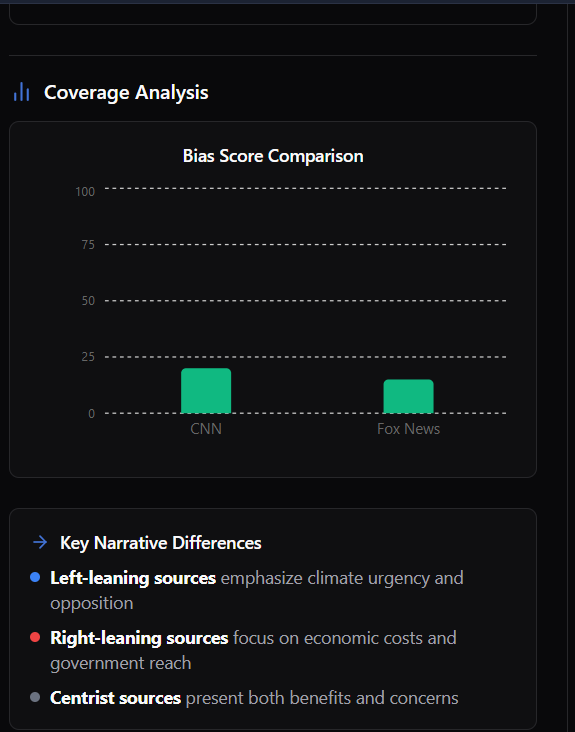 Coverage Analysis
Bias Score Comparison
100
75
50
25
0
CNN
Fox News
Key Narrative Differences
Left-leaning sources emphasize climate urgency and
opposition
Right-leaning sources focus on economic costs and
government reach
Centrist sources present both benefits and concerns